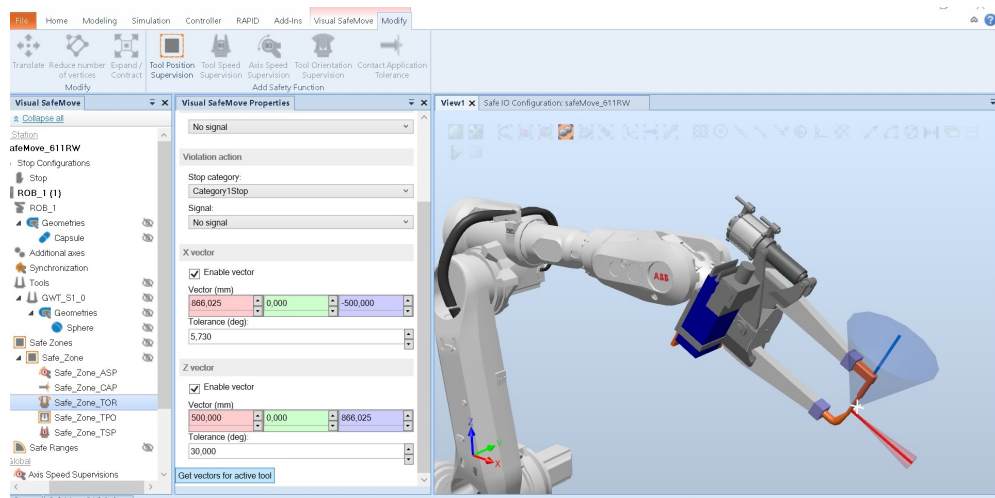 File Home Modeling Simulation Controller RAPID Add-Ins Visual SafeMove Modify
Translate Reduce number Expand / Tool Position Tool Speed Axis Speed Tool Orientation Contact Application
of vertices Contract Supervision Supervision Supervision Supervision Tolerance
Modify Add Safety Function
Visual SafeMove
Collapse all
Station
afeMove_611RW
Stop Configurations
Stop
ROB_1 (1)
ROB_1
Geometries
Capsule
Additional axes
Synchronization
Tools
GWT_S1_0
Geometries
Sphere
Safe Zones
Safe_Zone
Safe_Zone_ASP
Safe_Zone_CAP
Safe_Zone_TOR
Safe_Zone_TPO
Safe_Zone_TSP
Safe Ranges
Global
Axis Speed Supervisions
Visual SafeMove Properties
No signal
Violation action
Stop category:
Category1Stop
Signal:
No signal
X vector
Enable vector
Vector (mm)
866,025 0,000 -500,000
Tolerance (deg):
5,730
Z vector
Enable vector
Vector (mm)
500,000 0,000 866,025
Tolerance (deg):
30,000
Get vectors for active tool
View1 X Safe IO Configuration: safeMove_611RW
ABB
Z
Y
X